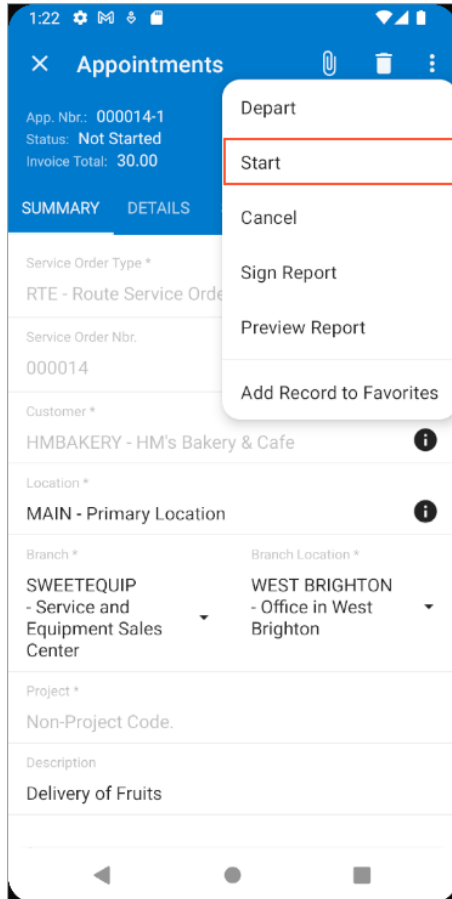 1:22
Appointments
App. Nbr.: 000014-1
Status: Not Started
Invoice Total: 30.00
SUMMARY
DETAILS
Depart
Start
Cancel
Sign Report
Preview Report
Add Record to Favorites
Service Order Type *
RTE - Route Service Orde
Service Order Nbr.
000014
Customer *
HMBAKERY - HM's Bakery & Cafe
Location *
MAIN - Primary Location
Branch *
SWEETEQUIP
- Service and
Equipment Sales
Center
Branch Location *
WEST BRIGHTON
- Office in West
Brighton
Project *
Non-Project Code.
Description
Delivery of Fruits